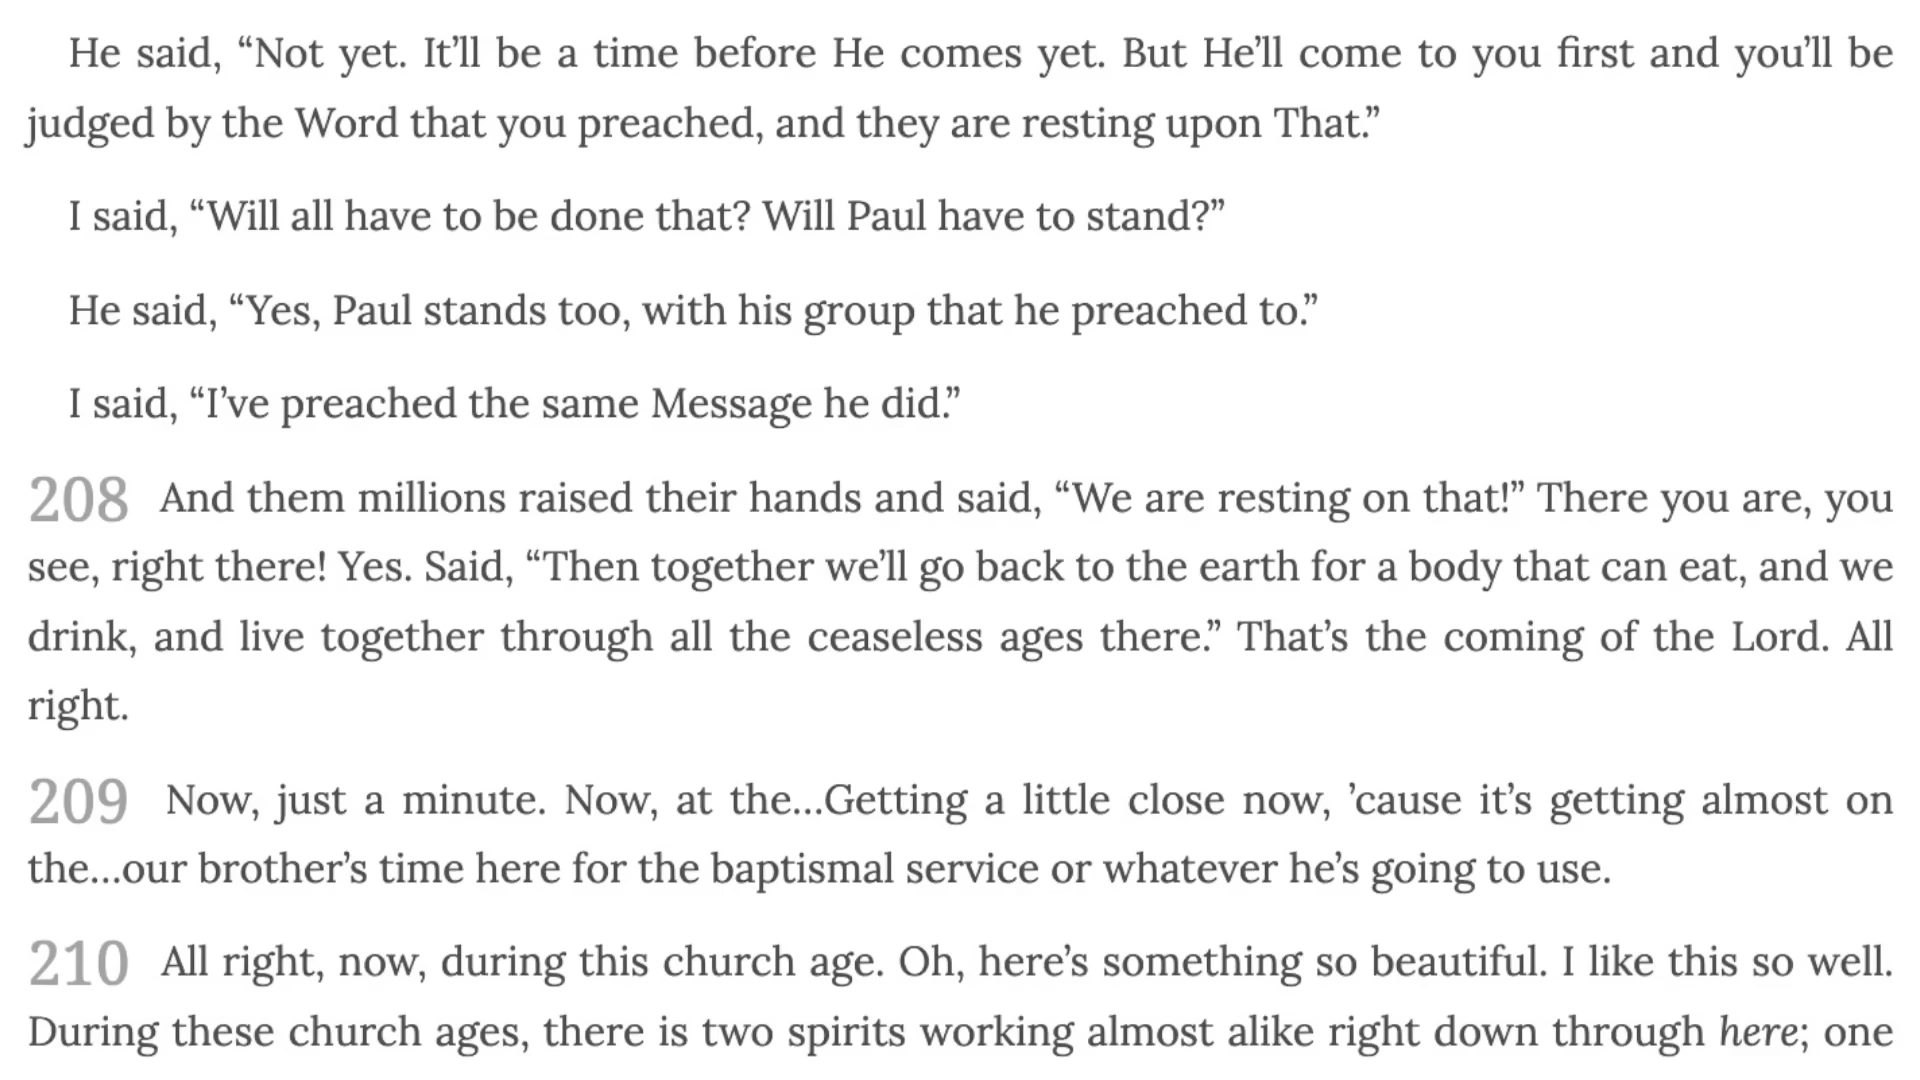 He said, “Not yet. It’ll be a time before He comes yet. But He’ll come to you first and you’ll be
judged by the Word that you preached, and they are resting upon That.”
I said, “Will all have to be done that? Will Paul have to stand?”
He said, “Yes, Paul stands too, with his group that he preached to.”
I said, “I’ve preached the same Message he did.”
208 And them millions raised their hands and said, “We are resting on that!” There you are, you
see, right there! Yes. Said, “Then together we’ll go back to the earth for a body that can eat, and we
drink, and live together through all the ceaseless ages there.” That’s the coming of the Lord. All
right.
209 Now, just a minute. Now, at the…Getting a little close now, ’cause it’s getting almost on
the…our brother’s time here for the baptismal service or whatever he’s going to use.
210 All right, now, during this church age. Oh, here’s something so beautiful. I like this so well.
During these church ages, there is two spirits working almost alike right down through here; one